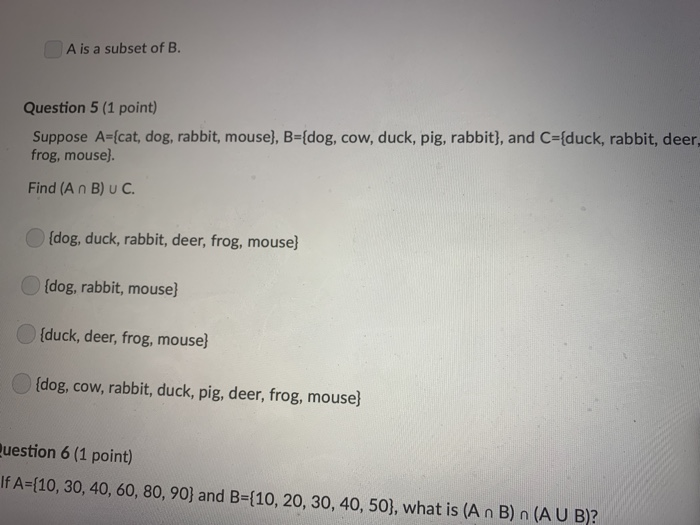 A is a subset of B.
Question 5 (1 point)
Suppose A={cat, dog, rabbit, mouse}, B={dog, cow, duck, pig, rabbit}, and C={duck, rabbit, deer,
frog, mouse}.
Find (A ∩ B) ∪ C.
{dog, duck, rabbit, deer, frog, mouse}
{dog, rabbit, mouse}
{duck, deer, frog, mouse}
{dog, cow, rabbit, duck, pig, deer, frog, mouse}
Question 6 (1 point)
If A={10, 30, 40, 60, 80, 90} and B={10, 20, 30, 40, 50}, what is (A ∩ B) ∩ (A U B)?